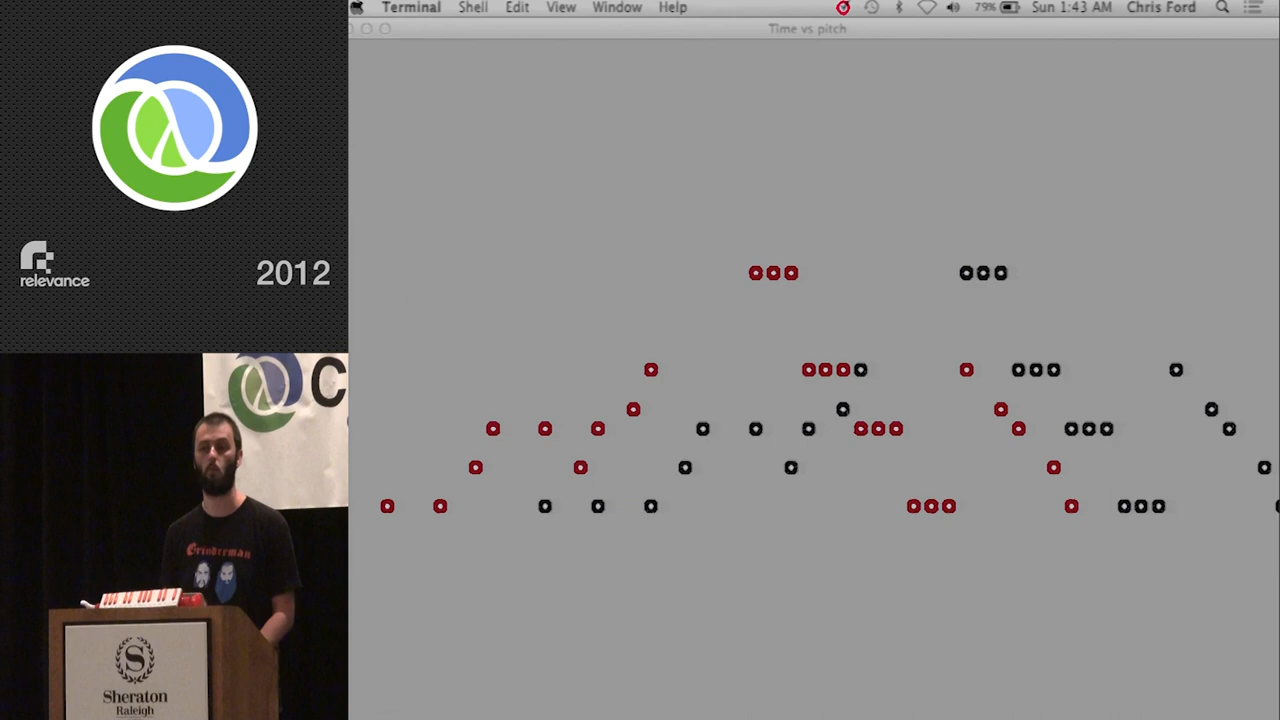 Terminal Shell Edit View Window Help 79% Sun 1:43 AM Chris Ford
Time vs pitch
relevance
2012
C
Grinderman
S
Sheraton
Raleigh